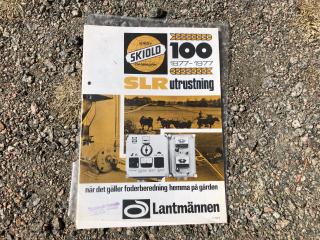 SKIOLD
100
1877-1977
SLR utrustning
när det gäller foderberedning hemma på gården
Lantmännen